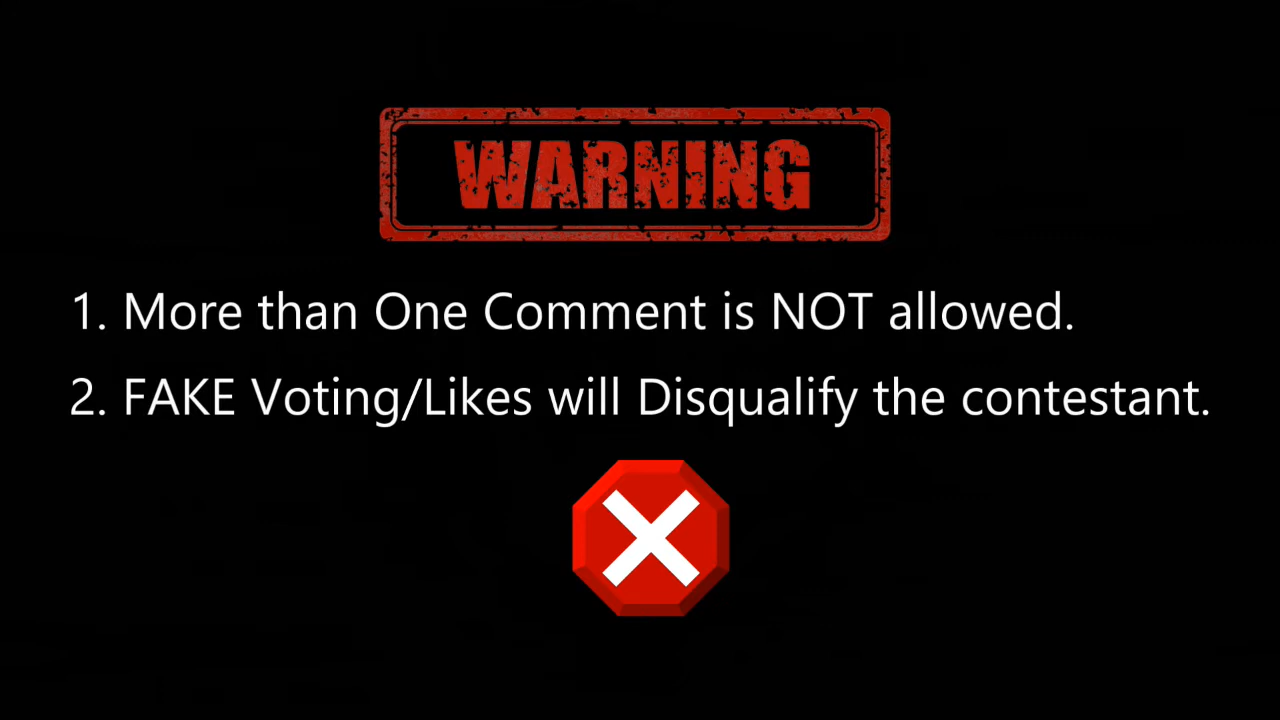 WARNING
1. More than One Comment is NOT allowed.
2. FAKE Voting/Likes will Disqualify the contestant.